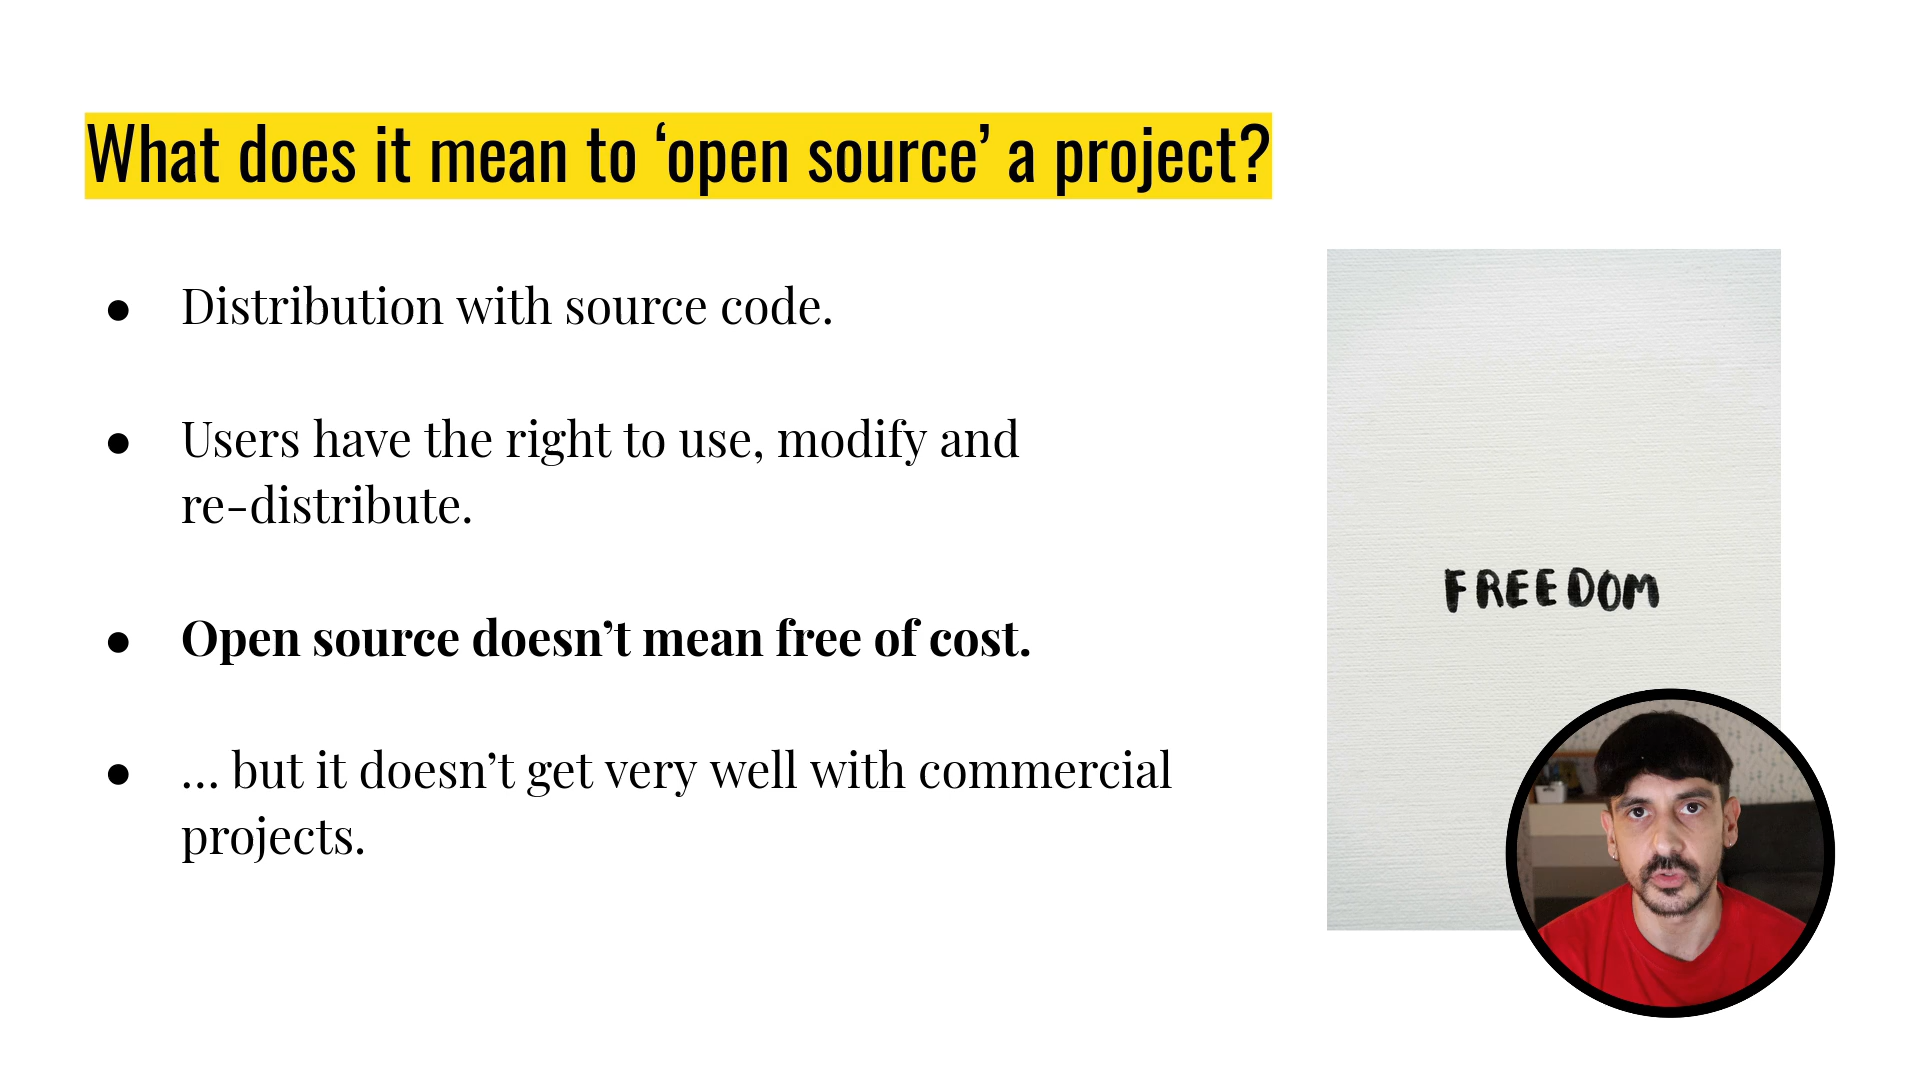 What does it mean to ‘open source’ a project?
● Distribution with source code.
● Users have the right to use, modify and
re-distribute.
● Open source doesn’t mean free of cost.
● … but it doesn’t get very well with commercial
projects.
FREEDOM